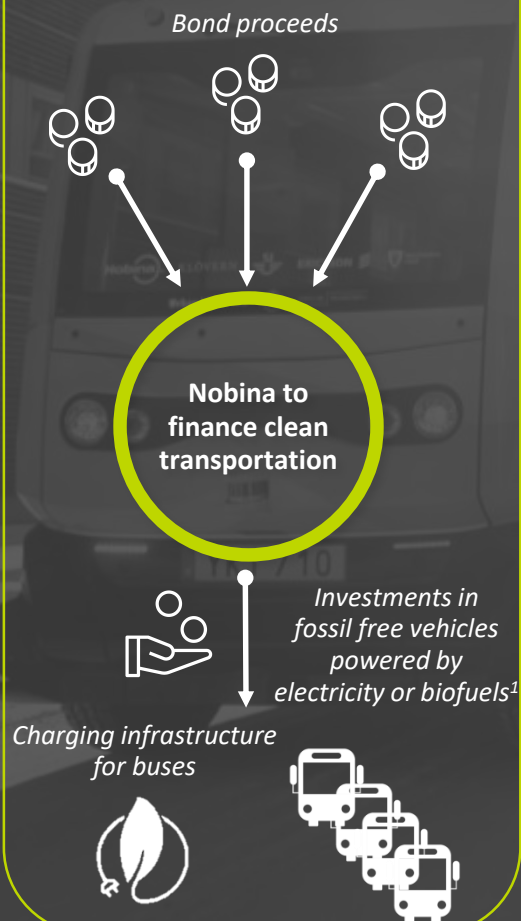 Bond proceeds
Nobina to
finance clean
transportation
Investments in
fossil free vehicles
powered by
electricity or biofuels¹
Charging infrastructure
for buses